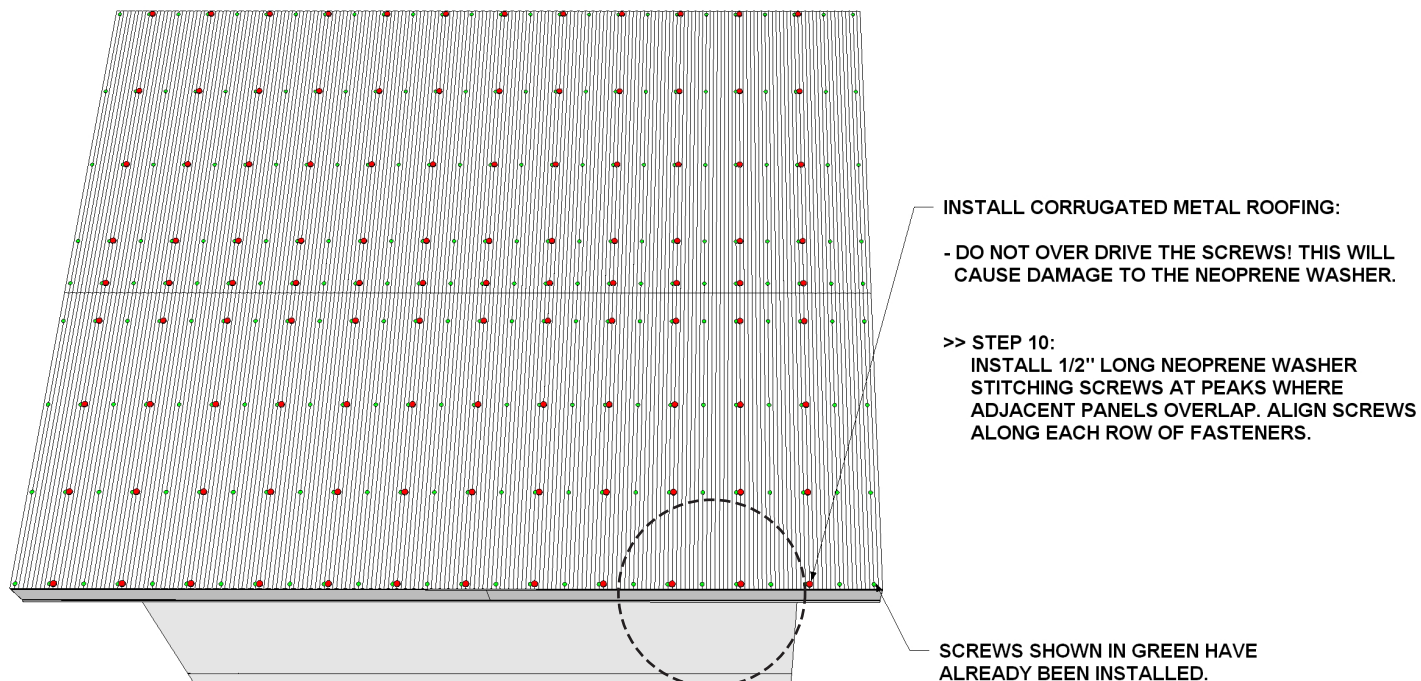 INSTALL CORRUGATED METAL ROOFING:
- DO NOT OVER DRIVE THE SCREWS! THIS WILL
CAUSE DAMAGE TO THE NEOPRENE WASHER.
>> STEP 10:
INSTALL 1/2" LONG NEOPRENE WASHER
STITCHING SCREWS AT PEAKS WHERE
ADJACENT PANELS OVERLAP. ALIGN SCREWS
ALONG EACH ROW OF FASTENERS.
SCREWS SHOWN IN GREEN HAVE
ALREADY BEEN INSTALLED.